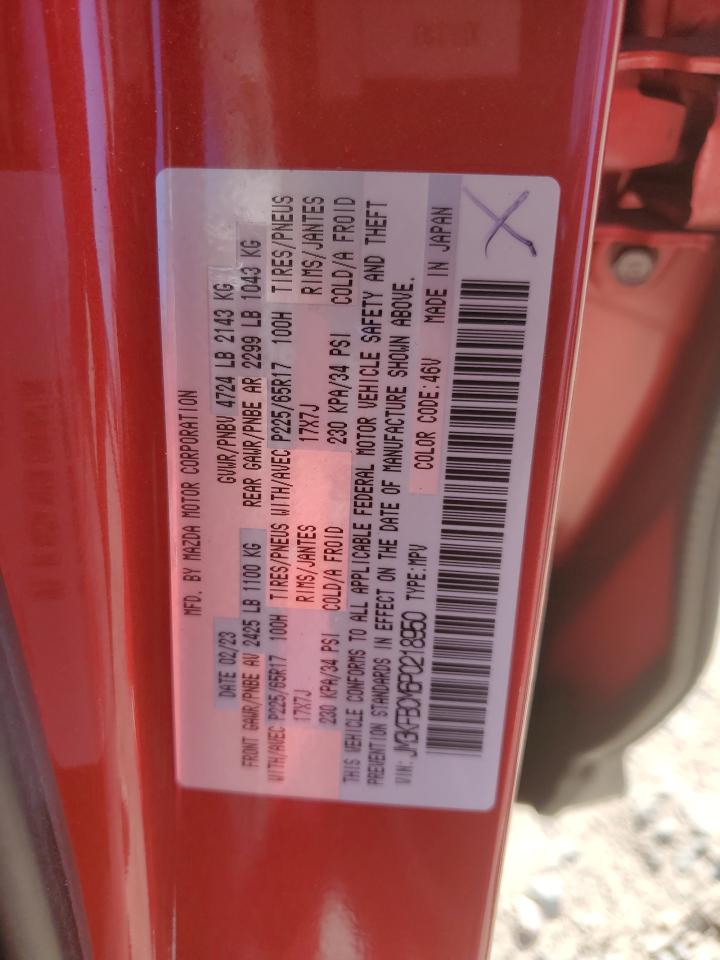 MFD. BY MAZDA MOTOR CORPORATION
DATE 02/23 GVWR/PNBV 4724 LB 2143 KG
FRONT GAWR/PNBE AV 2425 LB 1100 KG REAR GAWR/PNBE AR 2299 LB 1043 KG
WITH/AVEC P225/65R17 100H TIRES/PNEUS WITH/AVEC P225/65R17 100H TIRES/PNEUS
17X7J RIMS/JANTES 17X7J RIMS/JANTES
230 KPA/34 PSI COLD/A FROID 230 KPA/34 PSI COLD/A FROID
THIS VEHICLE CONFORMS TO ALL APPLICABLE FEDERAL MOTOR VEHICLE SAFETY AND THEFT
PREVENTION STANDARDS IN EFFECT ON THE DATE OF MANUFACTURE SHOWN ABOVE.
VIN: JM3KFBCM6P0218950 TYPE:MPV COLOR CODE:46V MADE IN JAPAN